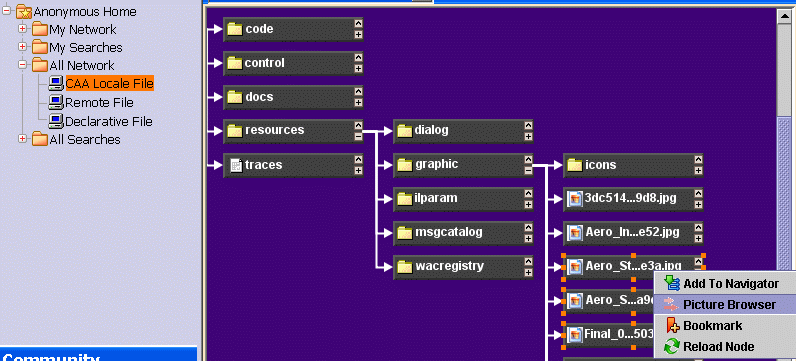 Anonymous Home
My Network
My Searches
All Network
CAA Locale File
Remote File
Declarative File
All Searches
Community
code
control
docs
resources
traces
dialog
graphic
ilparam
msgcatalog
wacregistry
icons
3dc514...9d8.jpg
Aero_In...e52.jpg
Aero_St...e3a.jpg
Aero_S...a9
Final_0...503
Add To Navigator
Picture Browser
Bookmark
Reload Node